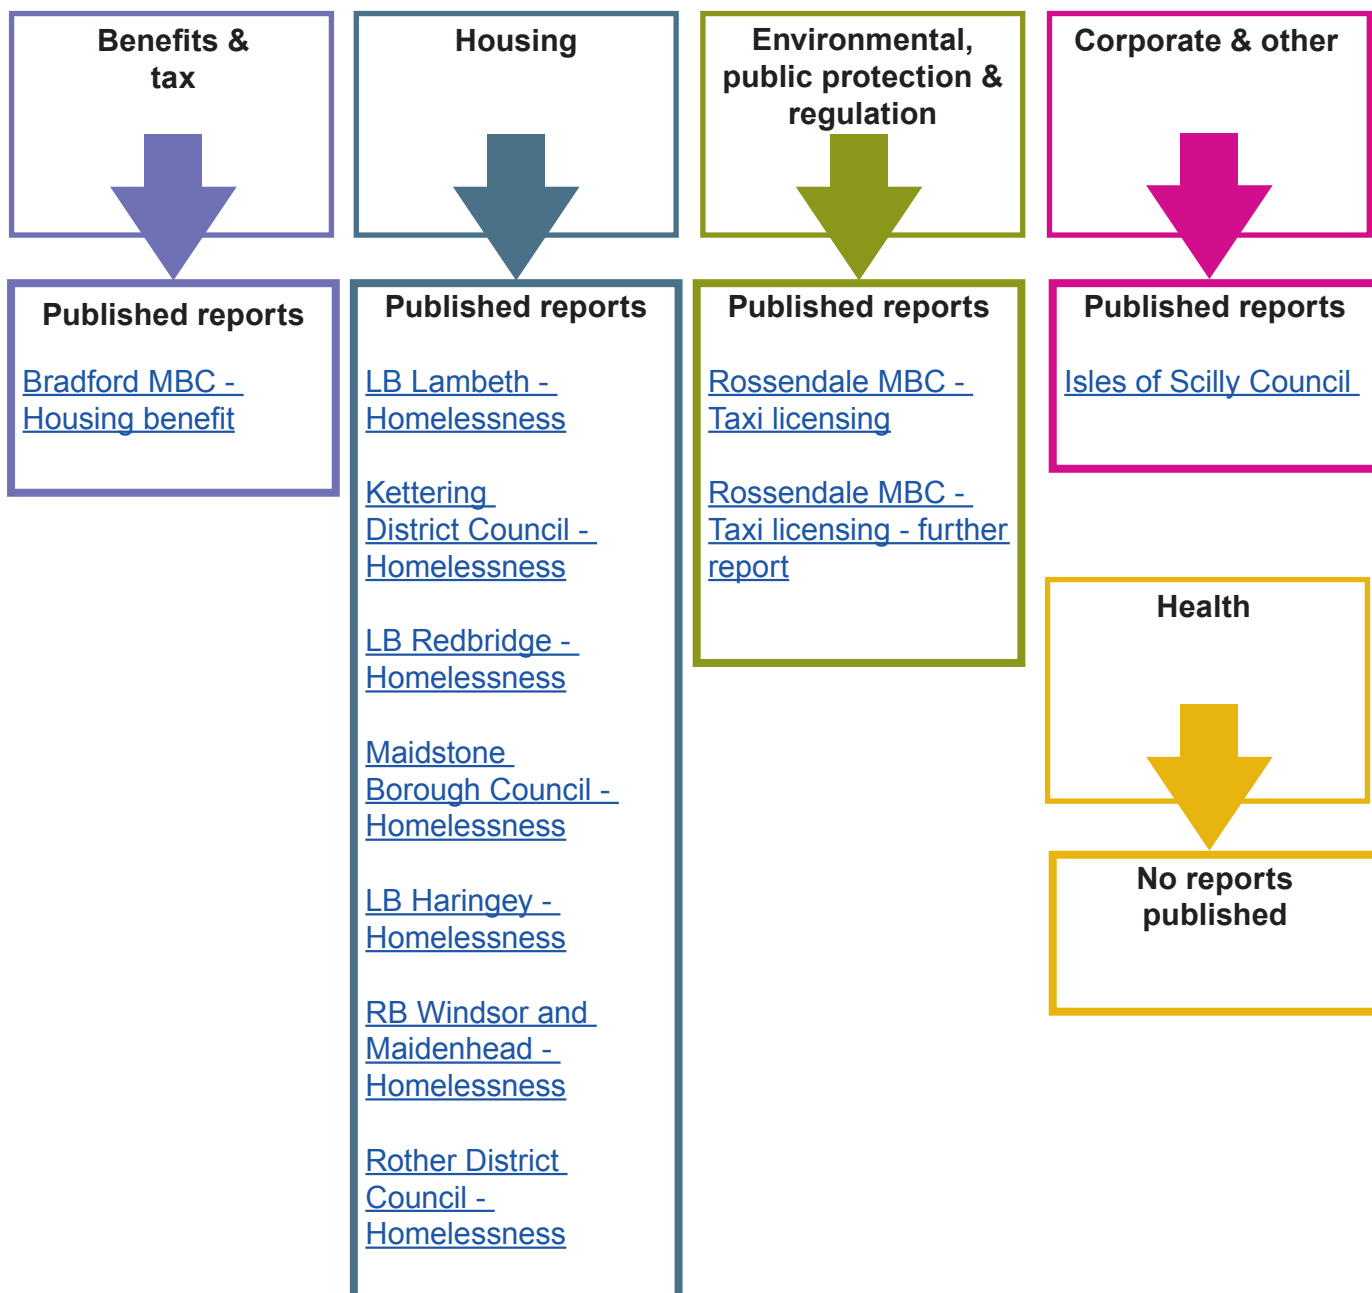 Benefits &
tax
Published reports
Bradford MBC -
Housing benefit
Housing
Published reports
LB Lambeth -
Homelessness
Kettering
District Council -
Homelessness
LB Redbridge -
Homelessness
Maidstone
Borough Council -
Homelessness
LB Haringey -
Homelessness
RB Windsor and
Maidenhead -
Homelessness
Rother District
Council -
Homelessness
Environmental,
public protection &
regulation
Published reports
Rossendale MBC -
Taxi licensing
Rossendale MBC -
Taxi licensing - further
report
Corporate & other
Published reports
Isles of Scilly Council
Health
No reports
published